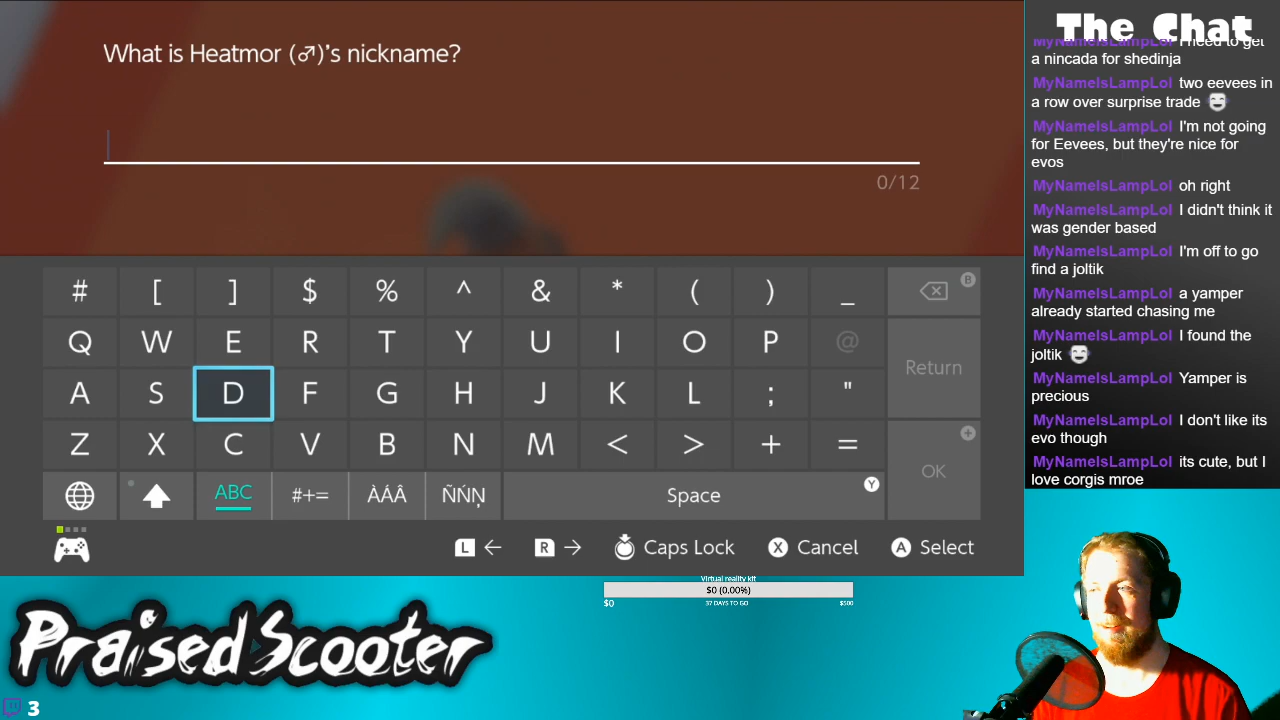 What is Heatmor (♂)'s nickname?
0/12
# [ ] $ % ^ & * ( ) _ B
Q W E R T Y U I O P @ Return
A S D F G H J K L ; "
Z X C V B N M < > + = OK
ABC #+= ÀÁÂ ÑŃŅ Space Y
L ← R → Caps Lock X Cancel A Select
The Chat
MyNameIsLampLol I need to get
a nincada for shedinja
MyNameIsLampLol two eevees in
a row over surprise trade
MyNameIsLampLol I'm not going
for Eevees, but they're nice for
evos
MyNameIsLampLol oh right
MyNameIsLampLol I didn't think it
was gender based
MyNameIsLampLol I'm off to go
find a joltik
MyNameIsLampLol a yamper
already started chasing me
MyNameIsLampLol I found the
joltik
MyNameIsLampLol Yamper is
precious
MyNameIsLampLol I don't like its
evo though
MyNameIsLampLol its cute, but I
love corgis mroe
Virtual reality kit
$0 (0.00%)
$0 37 DAYS TO GO $500
Praised Scooter
3